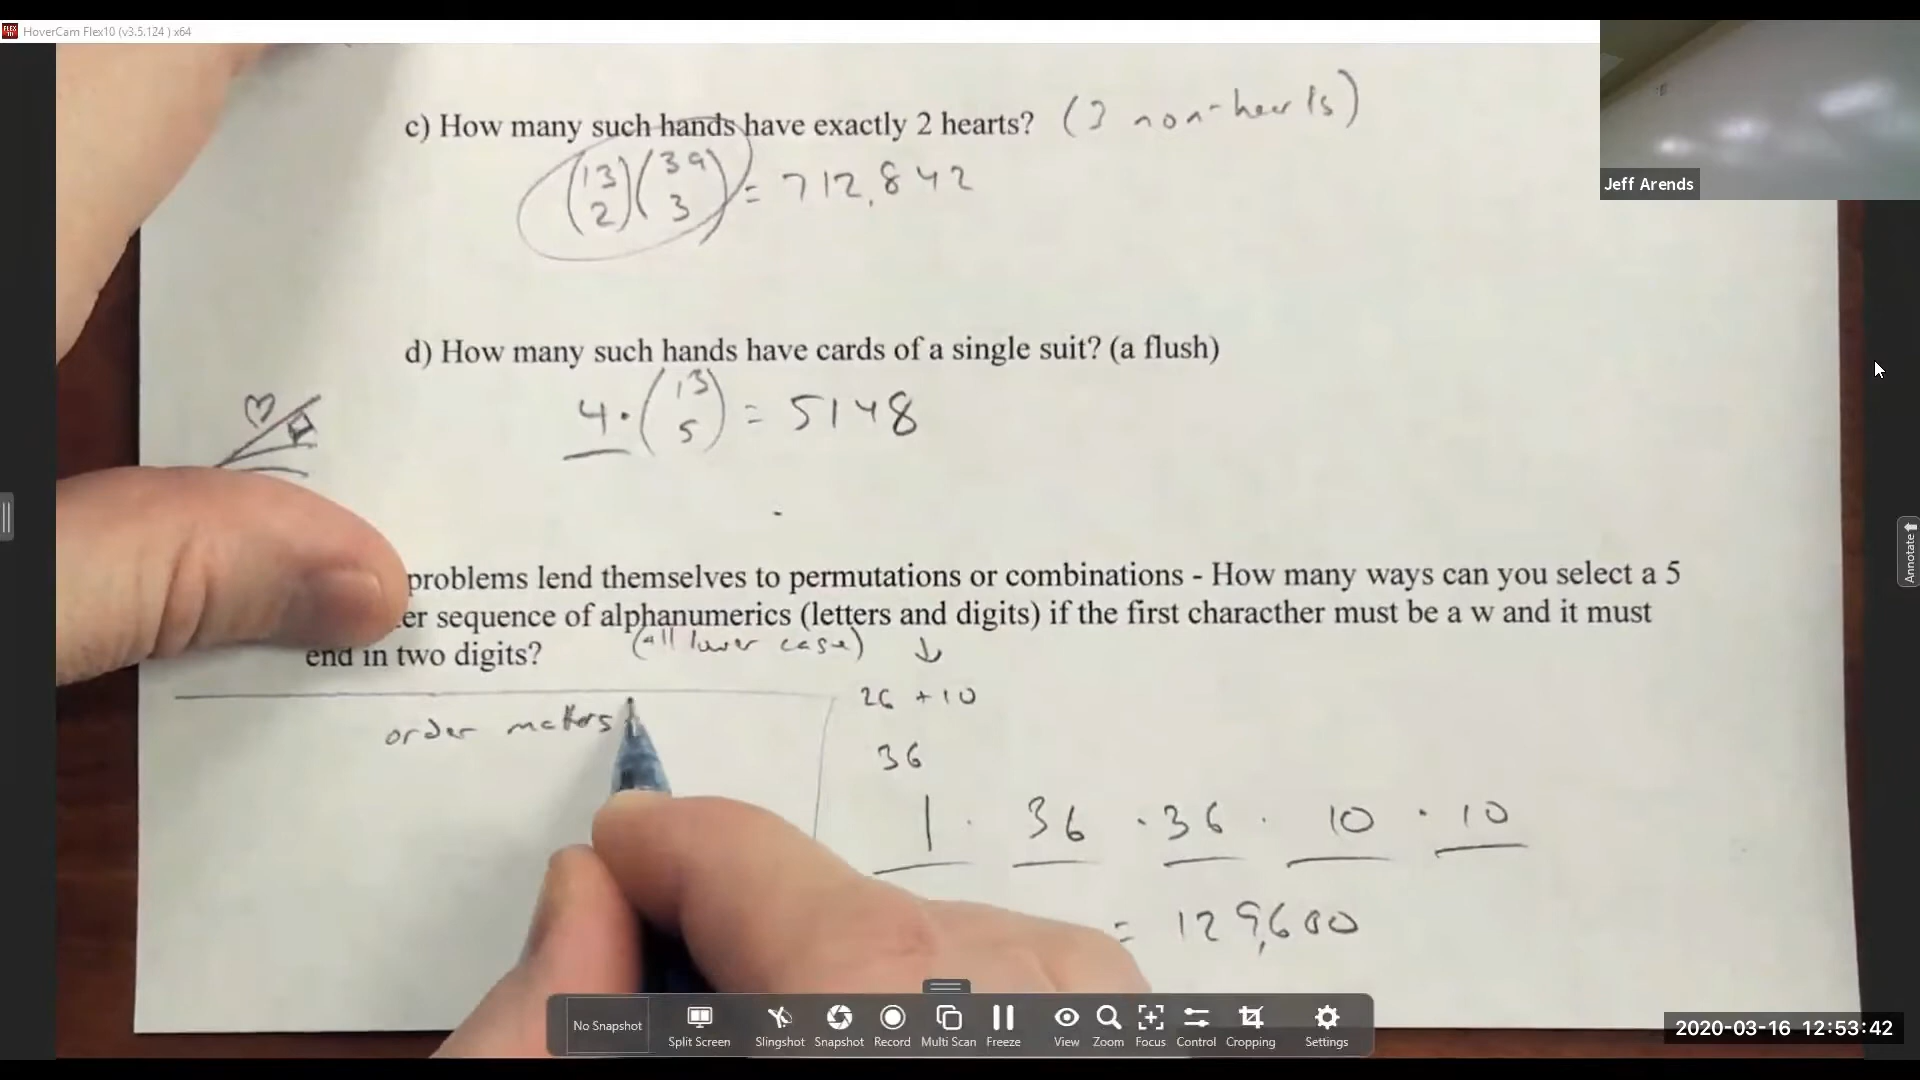 HoverCam Flex10 (v3.5.124 ) x64
Jeff Arends
c) How many such hands have exactly 2 hearts? (3 non-hearts)
(13 2)(39 3) = 712,842
d) How many such hands have cards of a single suit? (a flush)
4 · (13 5) = 5148
problems lend themselves to permutations or combinations - How many ways can you select a 5
er sequence of alphanumerics (letters and digits) if the first characther must be a w and it must
end in two digits? (all lower case) ↓
26 + 10
order matters
36
1 · 36 · 36 · 10 · 10
= 129,600
Annotate
No Snapshot
Split Screen
Slingshot
Snapshot
Record
Multi Scan
Freeze
View
Zoom
Focus
Control
Cropping
Settings
2020-03-16 12:53:42